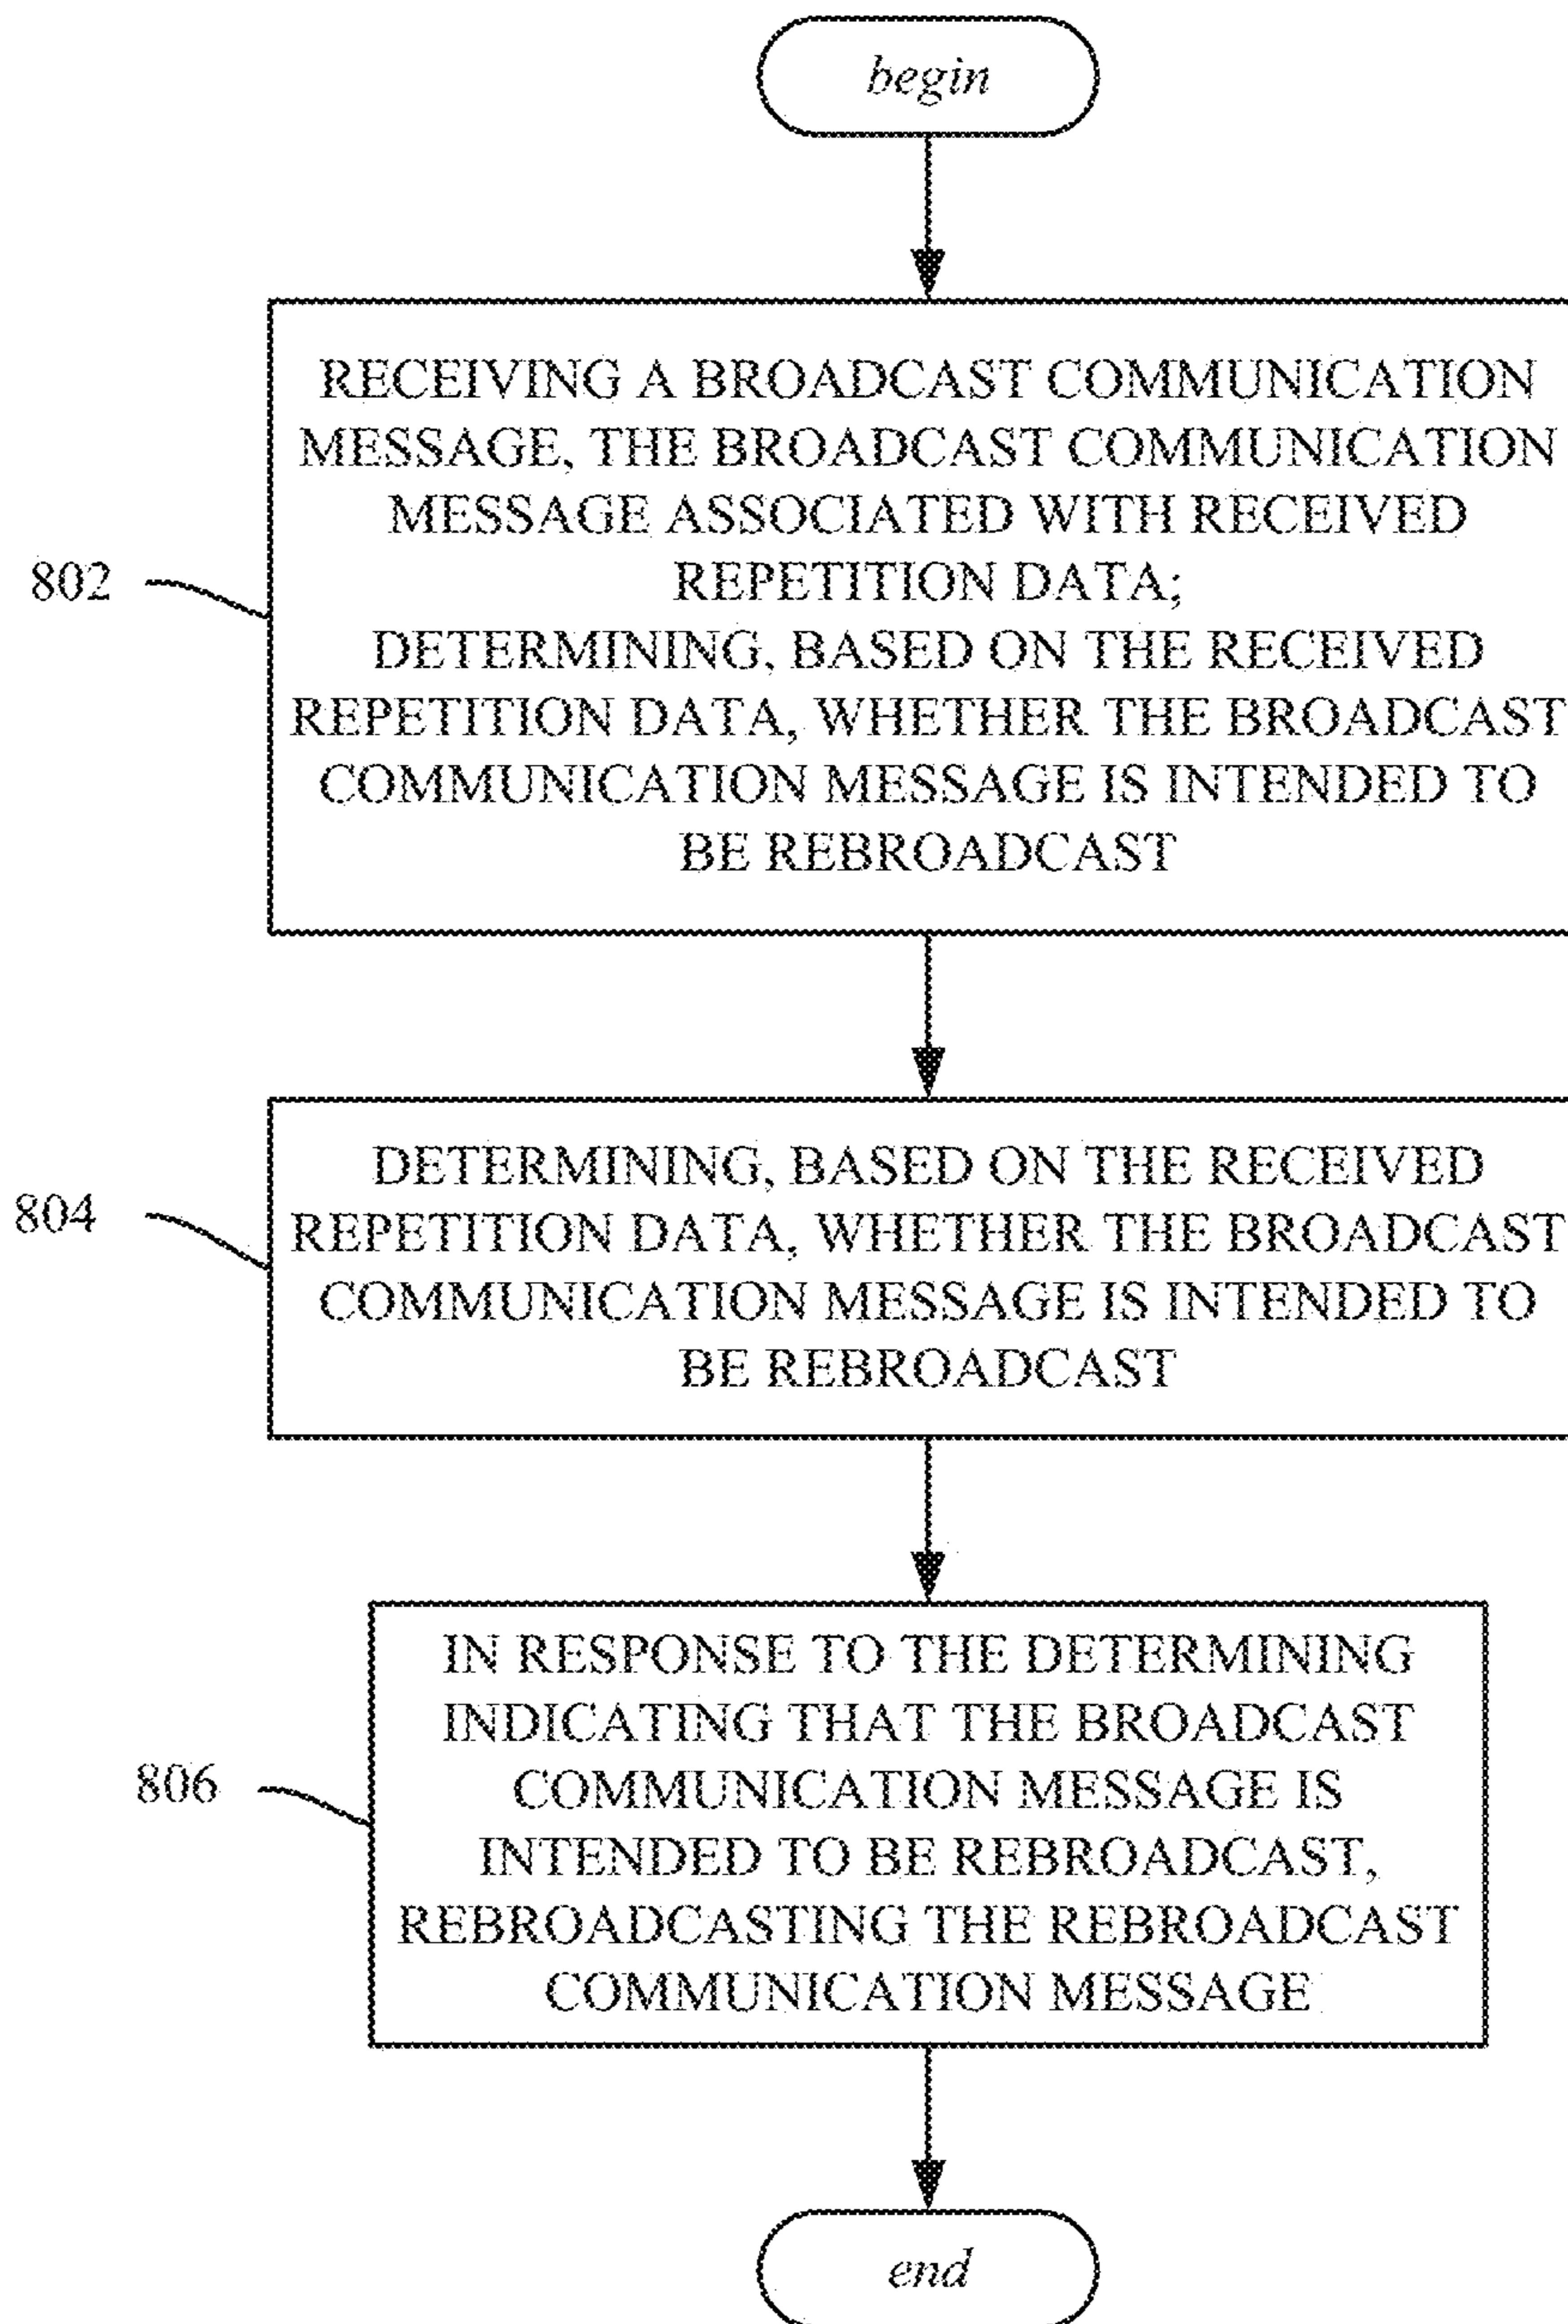 begin
RECEIVING A BROADCAST COMMUNICATION
MESSAGE, THE BROADCAST COMMUNICATION
MESSAGE ASSOCIATED WITH RECEIVED
REPETITION DATA;
DETERMINING, BASED ON THE RECEIVED
REPETITION DATA, WHETHER THE BROADCAST
COMMUNICATION MESSAGE IS INTENDED TO
BE REBROADCAST
802
DETERMINING, BASED ON THE RECEIVED
REPETITION DATA, WHETHER THE BROADCAST
COMMUNICATION MESSAGE IS INTENDED TO
BE REBROADCAST
804
IN RESPONSE TO THE DETERMINING
INDICATING THAT THE BROADCAST
COMMUNICATION MESSAGE IS
INTENDED TO BE REBROADCAST,
REBROADCASTING THE REBROADCAST
COMMUNICATION MESSAGE
806
end